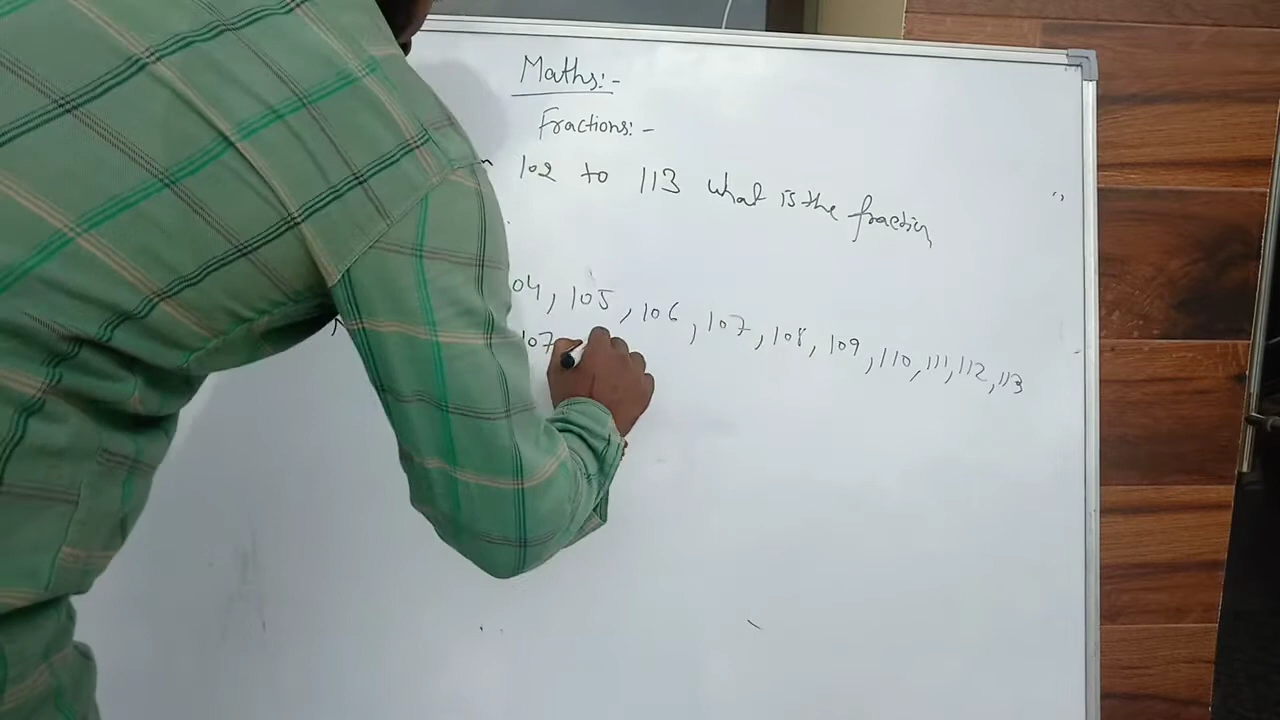 Maths:-
Fractions:-
102 to 113 what is the fraction
04, 105, 106, 107, 108, 109, 110, 111, 112, 113
107